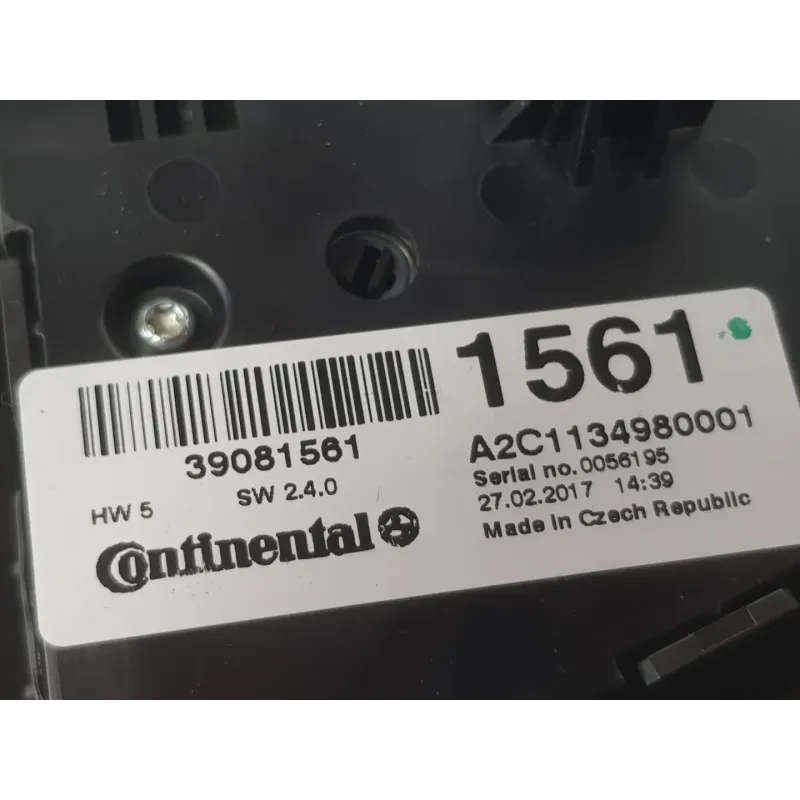 1561
39081561
A2C1134980001
Serial no. 0056195
HW 5 SW 2.4.0
27.02.2017 14:39
Continental
Made in Czech Republic